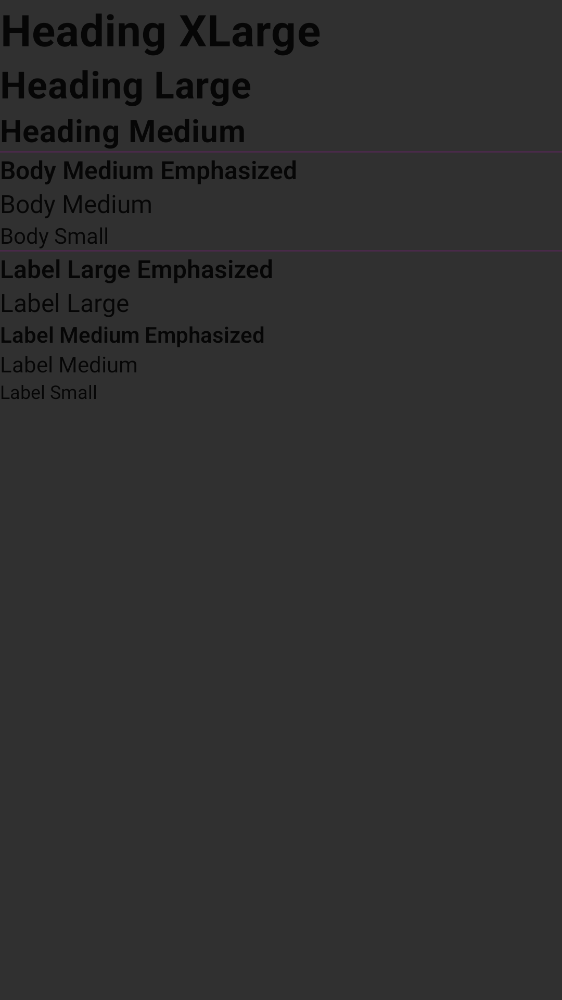 Heading XLarge
Heading Large
Heading Medium
Body Medium Emphasized
Body Medium
Body Small
Label Large Emphasized
Label Large
Label Medium Emphasized
Label Medium
Label Small